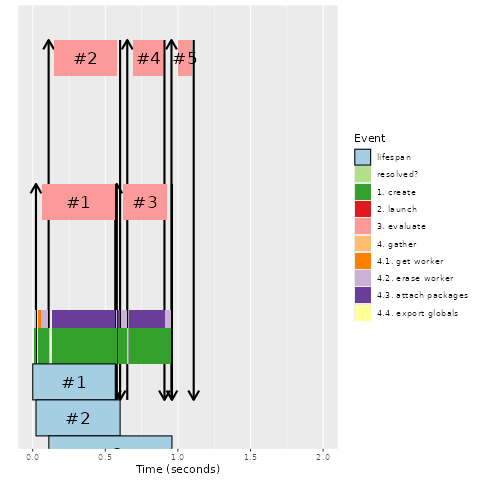 #2 #4 #5
#1 #3
#1
#2
0.0 0.5 1.0 1.5 2.0
Time (seconds)
Event
lifespan
resolved?
1. create
2. launch
3. evaluate
4. gather
4.1. get worker
4.2. erase worker
4.3. attach packages
4.4. export globals